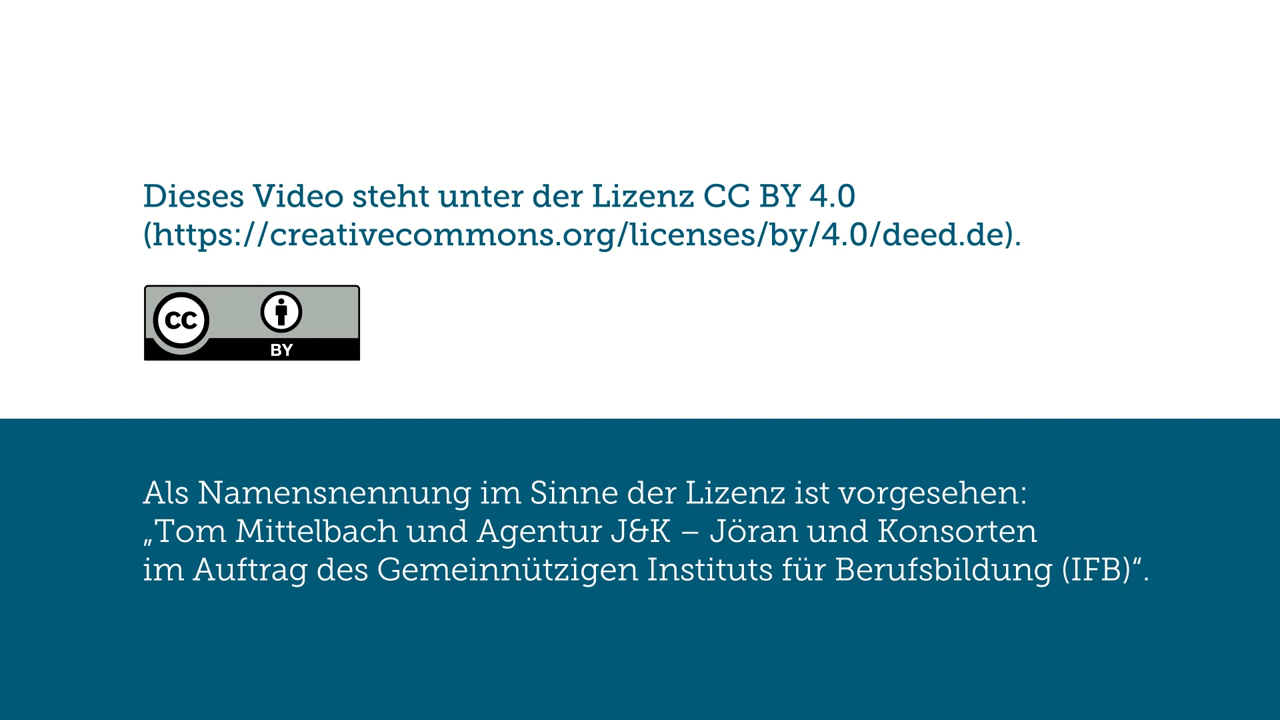 Dieses Video steht unter der Lizenz CC BY 4.0
(https://creativecommons.org/licenses/by/4.0/deed.de).
cc
BY
Als Namensnennung im Sinne der Lizenz ist vorgesehen:
„Tom Mittelbach und Agentur J&K – Jöran und Konsorten
im Auftrag des Gemeinnützigen Instituts für Berufsbildung (IFB)“.